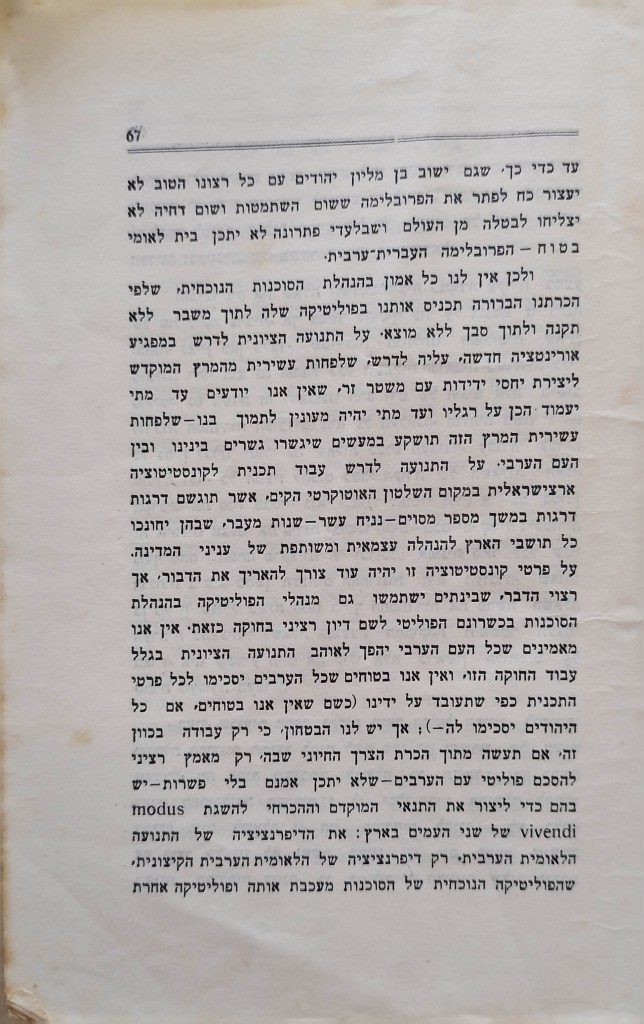 67
עד כדי כך, שגם ישוב בן מליון יהודים עם כל רצונו הטוב לא
יעצור כח לפתר את הפרובלימה ששום השתמטות ושום דחיה לא
יצליחו לבטלה מן העולם ושבלעדי פתרונה לא יתכן בית לאומי
בטוח – הפרובלימה העברית־ערבית.
ולכן אין לנו כל אמון בהנהלת הסוכנות הנוכחית, שלפי
הכרתנו הברורה תכניס אותנו בפוליטיקה שלה לתוך משבר ללא
תקנה ולתוך סבך ללא מוצא. על התנועה הציונית לדרש במפגיע
אורינטציה חדשה, עליה לדרש, שלפחות עשירית מהמרץ המוקדש
ליצירת יחסי ידידות עם משטר זר, שאין אנו יודעים עד מתי
יעמוד הכן על רגליו ועד מתי יהיה מעונין לתמוך בנו–שלפחות
עשירית המרץ הזה תושקע במעשים שיגשרו גשרים בינינו ובין
העם הערבי. על התנועה לדרש עבוד תכנית לקונסטיטוציה
ארצישראלית במקום השלטון האוטוקרטי הקים, אשר תוגשם דרגות
דרגות במשך מספר מסוים–נניח עשר–שנות מעבר, שבהן יחונכו
כל תושבי הארץ להנהלה עצמאית ומשותפת של עניני המדינה.
על פרטי קונסטיטוציה זו יהיה עוד צורך להאריך את הדבור, אך
רצוי הדבר, שבינתים ישתמשו גם מנהלי הפוליטיקה בהנהלת
הסוכנות בכשרונם הפוליטי לשם דיון רציני בחוקה כזאת. אין אנו
מאמינים שכל העם הערבי יהפך לאוהב התנועה הציונית בגלל
עבוד החוקה הזו, ואין אנו בטוחים שכל הערבים יסכימו לכל פרטי
התכנית כפי שתעובד על ידינו (כשם שאין אנו בטוחים, אם כל
היהודים יסכימו לה–); אך יש לנו הבטחון, כי רק עבודה בכוון
זה, אם תעשה מתוך הכרת הצרך החיוני שבה, רק מאמץ רציני
להסכם פוליטי עם הערבים–שלא יתכן אמנם בלי פשרות–יש
בהם כדי ליצור את התנאי המוקדם וההכרחי להשגת modus
vivendi של שני העמים בארץ: את הדיפרנציציה של התנועה
הלאומית הערבית. רק דיפרנציציה של הלאומית הערבית הקיצונית,
שהפוליטיקה הנוכחית של הסוכנות מעכבת אותה ופוליטיקה אחרת